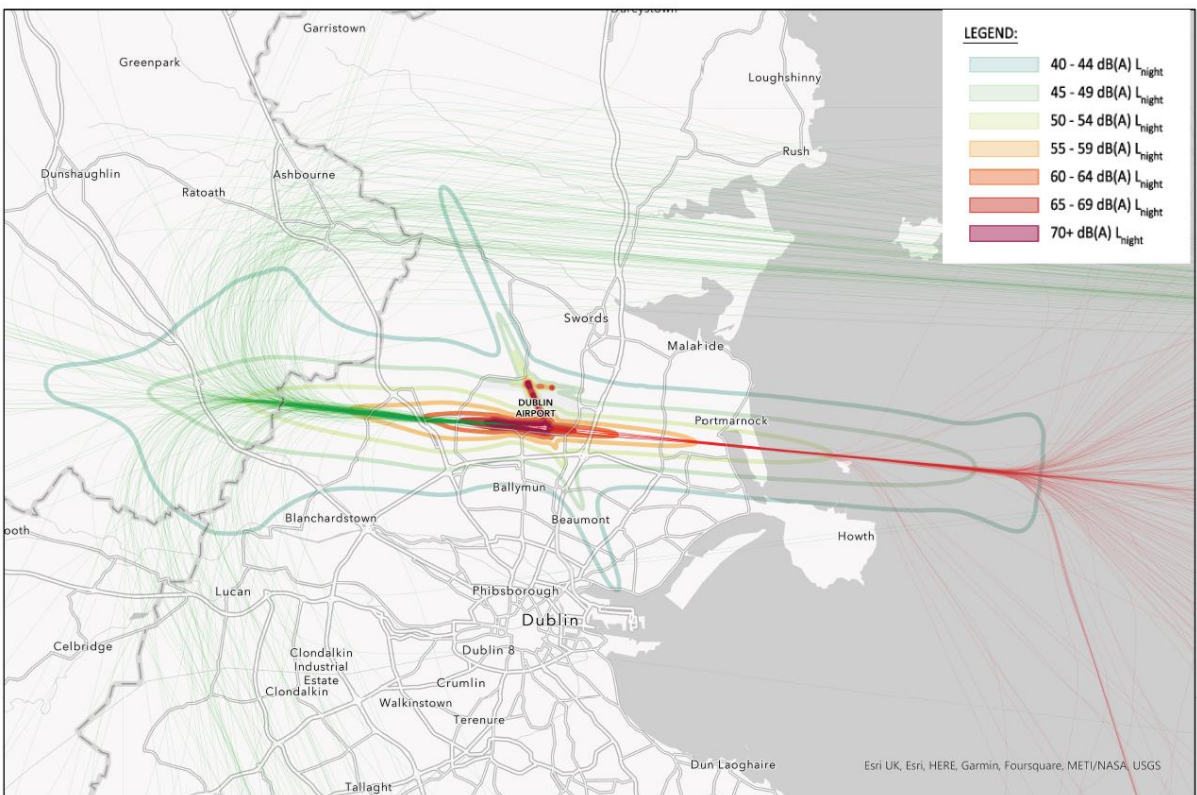 Garristown
Greenpark
Loughshinny
Rush
Dunshaughlin
Ratoath
Ashbourne
Swords
Malahide
DUBLIN
AIRPORT
Portmarnock
Ballymun
Beaumont
Blanchardstown
Howth
Lucan
Phibsborough
Dublin
Celbridge
Dublin 8
Clondalkin
Industrial
Estate
Clondalkin
Crumlin
Walkinstown
Terenure
Dun Laoghaire
Tallaght
LEGEND:
40 - 44 dB(A) Lnight
45 - 49 dB(A) Lnight
50 - 54 dB(A) Lnight
55 - 59 dB(A) Lnight
60 - 64 dB(A) Lnight
65 - 69 dB(A) Lnight
70+ dB(A) Lnight
Esri UK, Esri, HERE, Garmin, Foursquare, METI/NASA, USGS